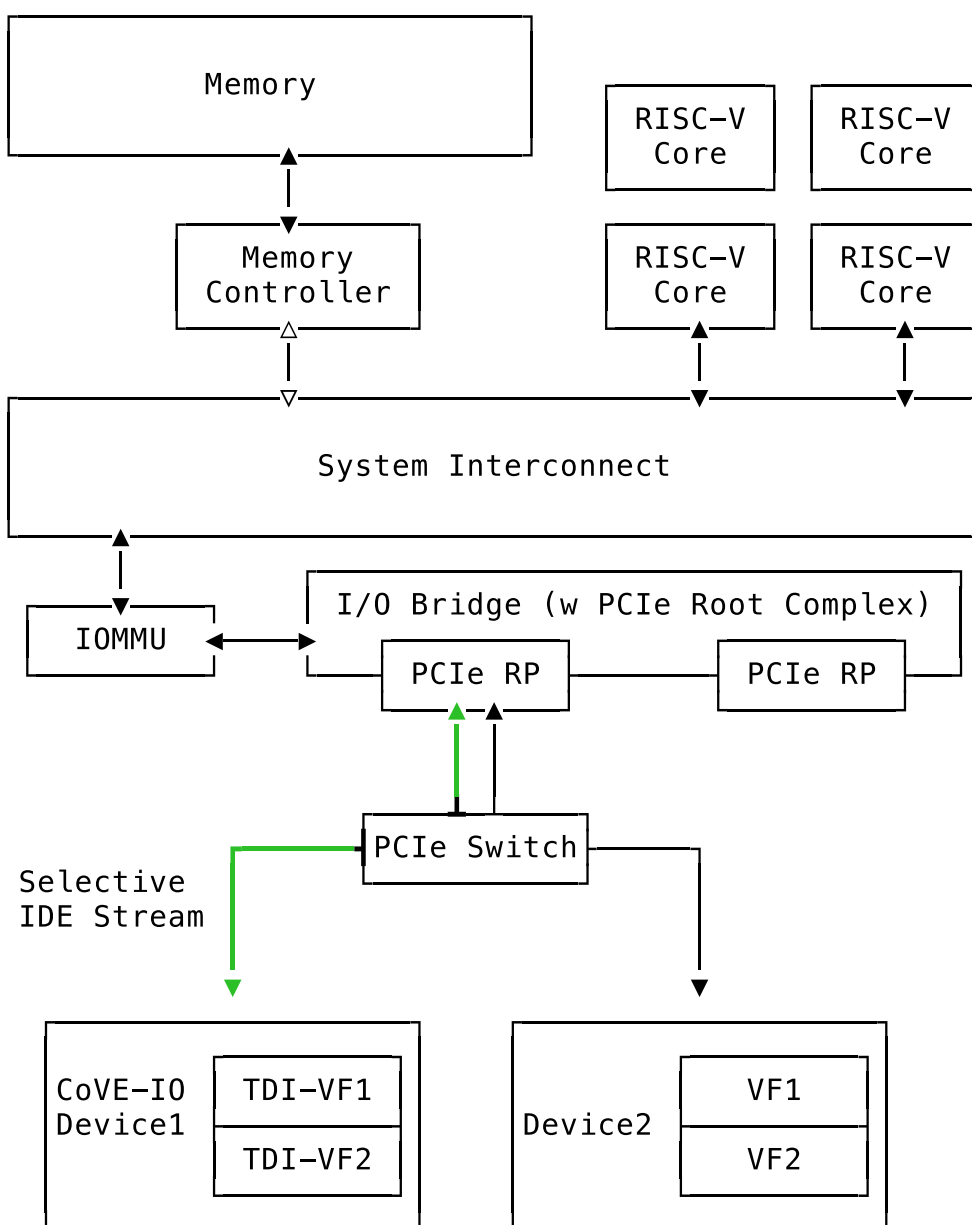 Memory
RISC-V
Core
RISC-V
Core
Memory
Controller
RISC-V
Core
RISC-V
Core
System Interconnect
I/O Bridge (w PCIe Root Complex)
IOMMU
PCIe RP
PCIe RP
PCIe Switch
Selective
IDE Stream
CoVE-IO
Device1
TDI-VF1
TDI-VF2
Device2
VF1
VF2